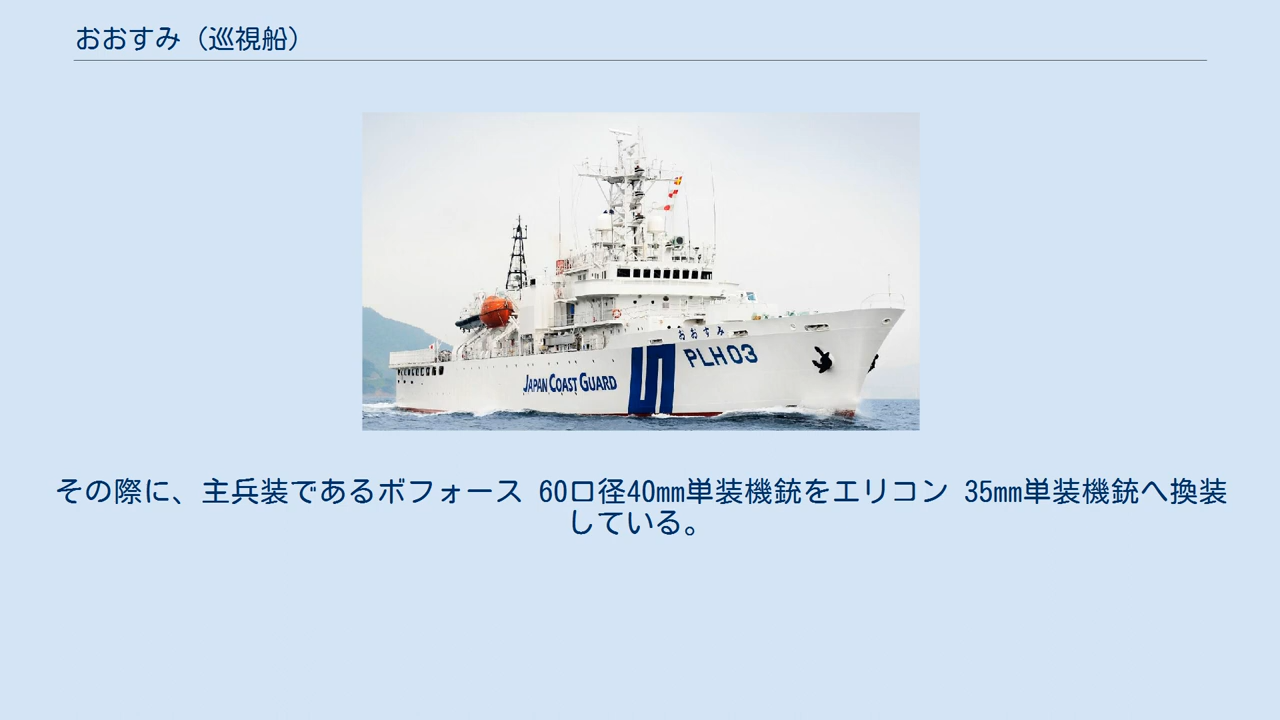 おおすみ（巡視船）
おおすみ
PLH03
JAPAN COAST GUARD
その際に、主兵装であるボフォース 60口径40mm単装機銃をエリコン 35mm単装機銃へ換装
している。